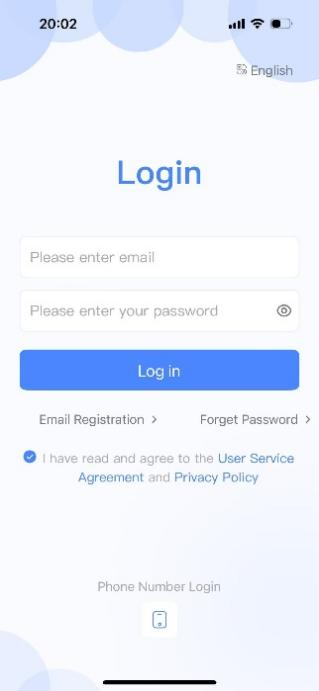 20:02
English
Login
Please enter email
Please enter your password
Log in
Email Registration >
Forget Password >
I have read and agree to the User Service
Agreement and Privacy Policy
Phone Number Login